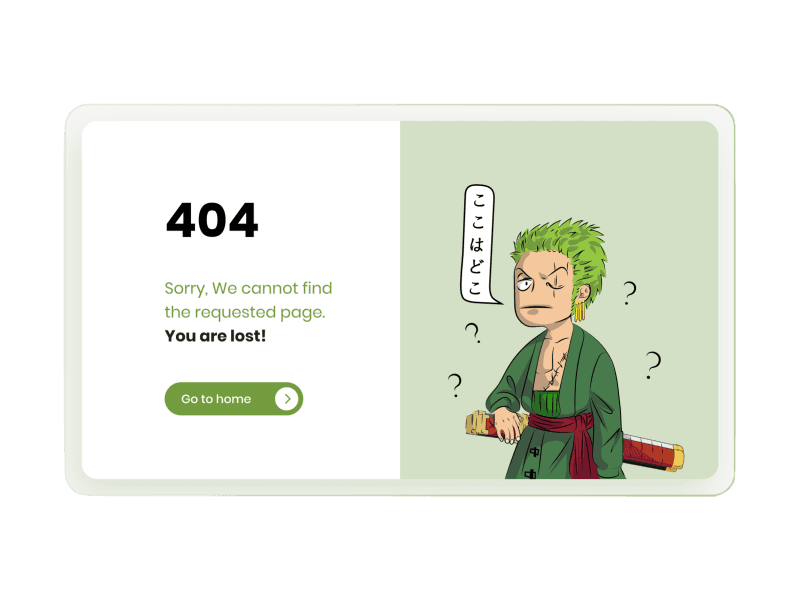 404
Sorry, We cannot find
the requested page.
You are lost!
Go to home
ここはどこ
?
?
?
?